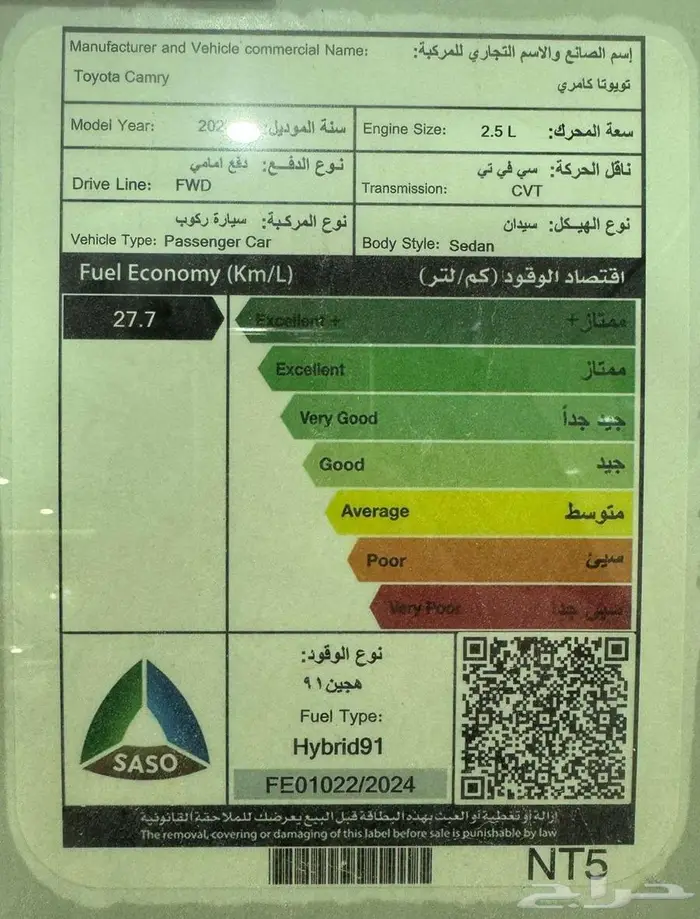 Manufacturer and Vehicle commercial Name: إسم الصانع والاسم التجاري للمركبة:
Toyota Camry تويوتا كامري
Model Year: سنة الموديل:
Engine Size: 2.5 L سعة المحرك:
نوع الدفـــع: دفع امامي
Drive Line: FWD
ناقل الحركة: سي في تي
Transmission: CVT
نوع المركبة: سيارة ركوب
Vehicle Type: Passenger Car
نوع الهيكل: سيدان
Body Style: Sedan
Fuel Economy (Km/L) اقتصاد الوقود (كم/لتر)
27.7
Excellent + ممتاز+
Excellent ممتاز
Very Good جيد جداً
Good جيد
Average متوسط
Poor سيئ
Very Poor سيئ جدا
SASO
نوع الوقود:
هجين٩١
Fuel Type:
Hybrid91
FE01022/2024
إزالة أو تغطية أو العبث بهذه البطاقة قبل البيع يعرضك للملاحقة القانونية
The removal, covering or damaging of this label before sale is punishable by law
NT5
حراج